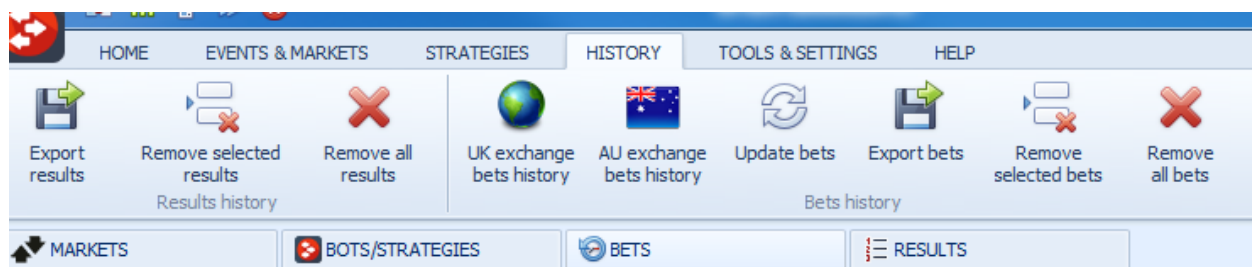 HOME EVENTS & MARKETS STRATEGIES HISTORY TOOLS & SETTINGS HELP
Export results
Remove selected results
Remove all results
UK exchange bets history
AU exchange bets history
Update bets
Export bets
Remove selected bets
Remove all bets
Results history
Bets history
MARKETS BOTS/STRATEGIES BETS RESULTS